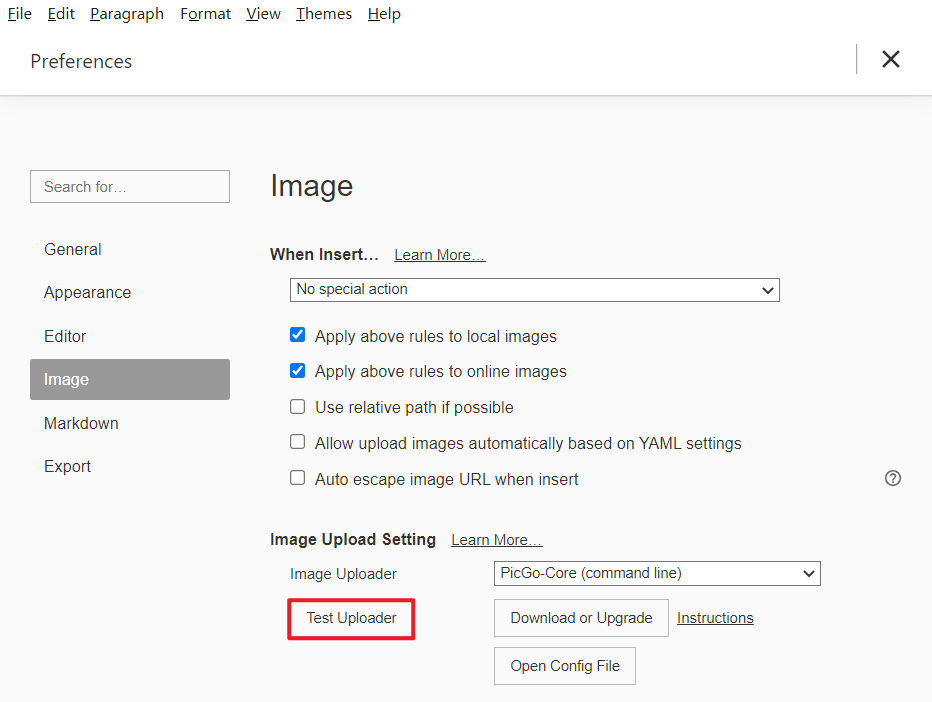 File Edit Paragraph Format View Themes Help
Preferences
Search for…
General
Appearance
Editor
Image
Markdown
Export
Image
When Insert… Learn More…
No special action
Apply above rules to local images
Apply above rules to online images
Use relative path if possible
Allow upload images automatically based on YAML settings
Auto escape image URL when insert
Image Upload Setting Learn More…
Image Uploader PicGo-Core (command line)
Test Uploader Download or Upgrade Instructions
Open Config File